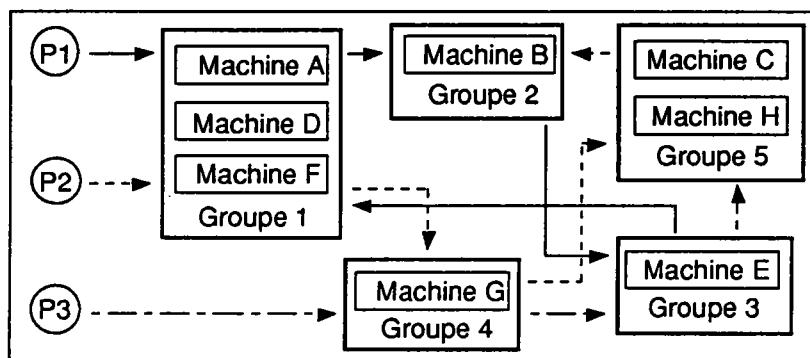 P1
Machine A
Machine D
Machine F
Groupe 1
Machine B
Groupe 2
Machine C
Machine H
Groupe 5
P2
P3
Machine G
Groupe 4
Machine E
Groupe 3